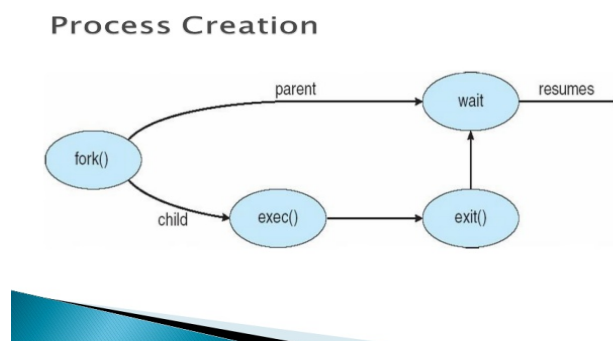 Process Creation
parent
wait
resumes
fork()
child
exec()
exit()